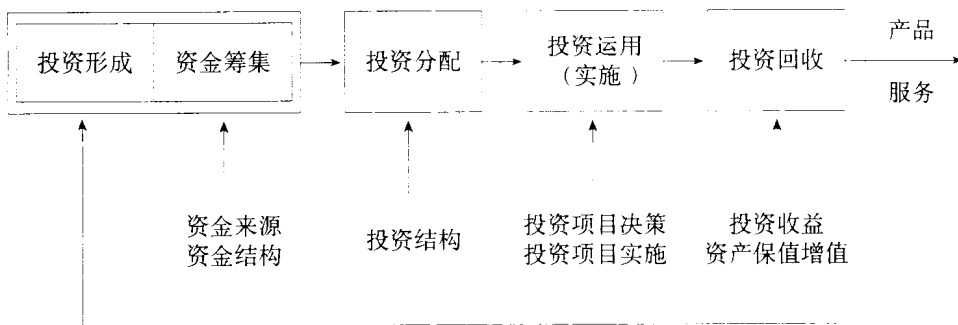 投资形成
资金筹集
投资分配
投资运用
（实施）
投资回收
产品
服务
资金来源
资金结构
投资结构
投资项目决策
投资项目实施
投资收益
资产保值增值